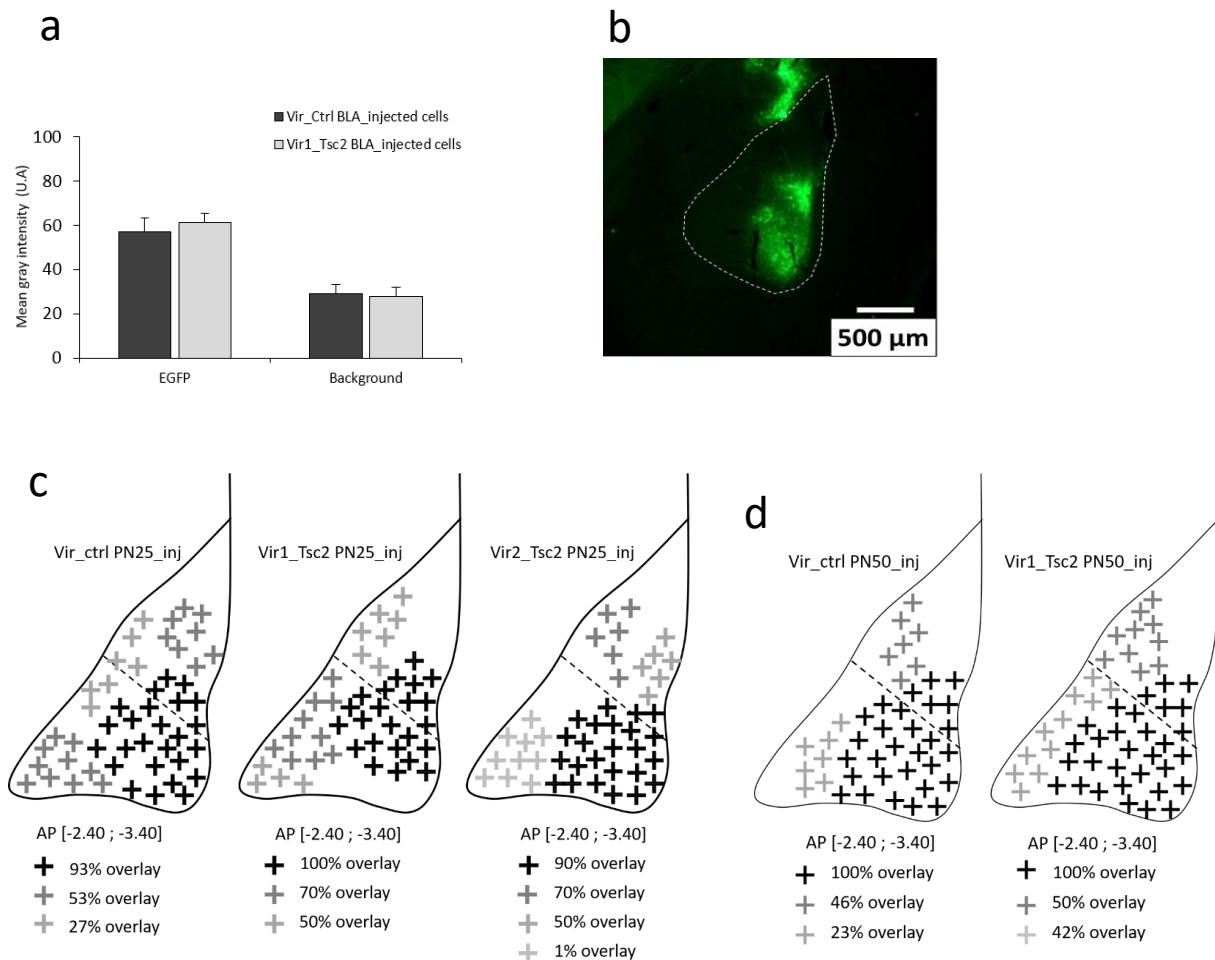 a
b
Vir_Ctrl BLA_injected cells
Vir1_Tsc2 BLA_injected cells
Mean gray intensity (U.A)
100
80
60
40
20
0
EGFP
Background
500 µm
c
d
Vir_ctrl PN25_inj
Vir1_Tsc2 PN25_inj
Vir2_Tsc2 PN25_inj
Vir_ctrl PN50_inj
Vir1_Tsc2 PN50_inj
AP [-2.40 ; -3.40]
93% overlay
53% overlay
27% overlay
AP [-2.40 ; -3.40]
100% overlay
70% overlay
50% overlay
AP [-2.40 ; -3.40]
90% overlay
70% overlay
50% overlay
1% overlay
AP [-2.40 ; -3.40]
100% overlay
46% overlay
23% overlay
AP [-2.40 ; -3.40]
100% overlay
50% overlay
42% overlay